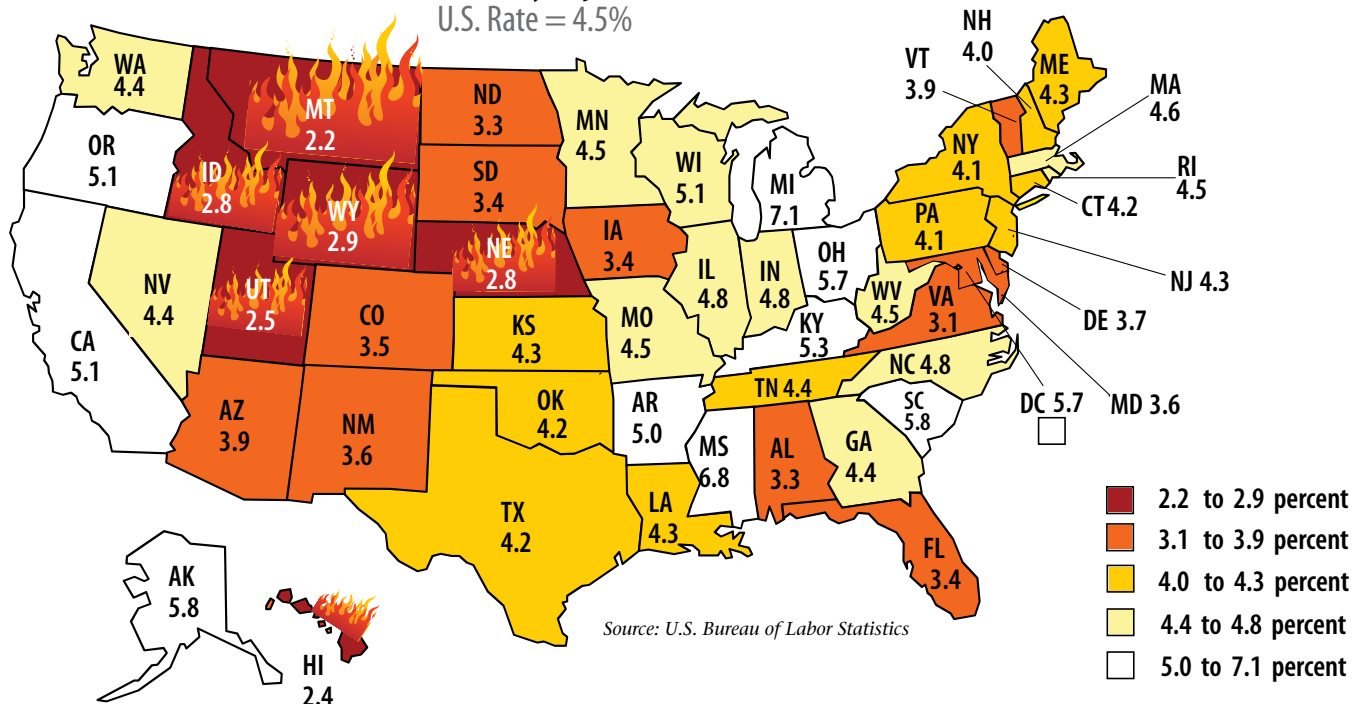 U.S. Rate = 4.5%
WA
4.4
OR
5.1
CA
5.1
NV
4.4
ID
2.8
MT
2.2
WY
2.9
UT
2.5
AZ
3.9
CO
3.5
NM
3.6
ND
3.3
SD
3.4
NE
2.8
KS
4.3
OK
4.2
TX
4.2
MN
4.5
IA
3.4
MO
4.5
AR
5.0
LA
4.3
WI
5.1
IL
4.8
MI
7.1
IN
4.8
OH
5.7
KY
5.3
TN 4.4
MS
6.8
AL
3.3
GA
4.4
FL
3.4
SC
5.8
NC 4.8
VA
3.1
WV
4.5
PA
4.1
NY
4.1
VT
3.9
NH
4.0
ME
4.3
MA
4.6
RI
4.5
CT 4.2
NJ 4.3
DE 3.7
MD 3.6
DC 5.7
AK
5.8
HI
2.4
2.2 to 2.9 percent
3.1 to 3.9 percent
4.0 to 4.3 percent
4.4 to 4.8 percent
5.0 to 7.1 percent
Source: U.S. Bureau of Labor Statistics